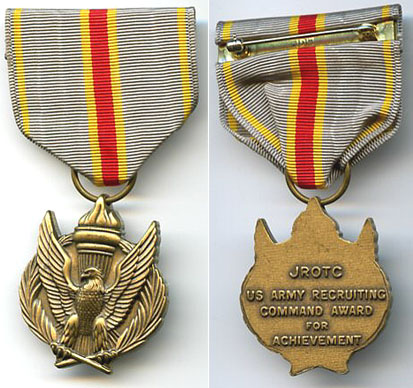 JROTC
US ARMY RECRUITING
COMMAND AWARD
FOR
ACHIEVEMENT